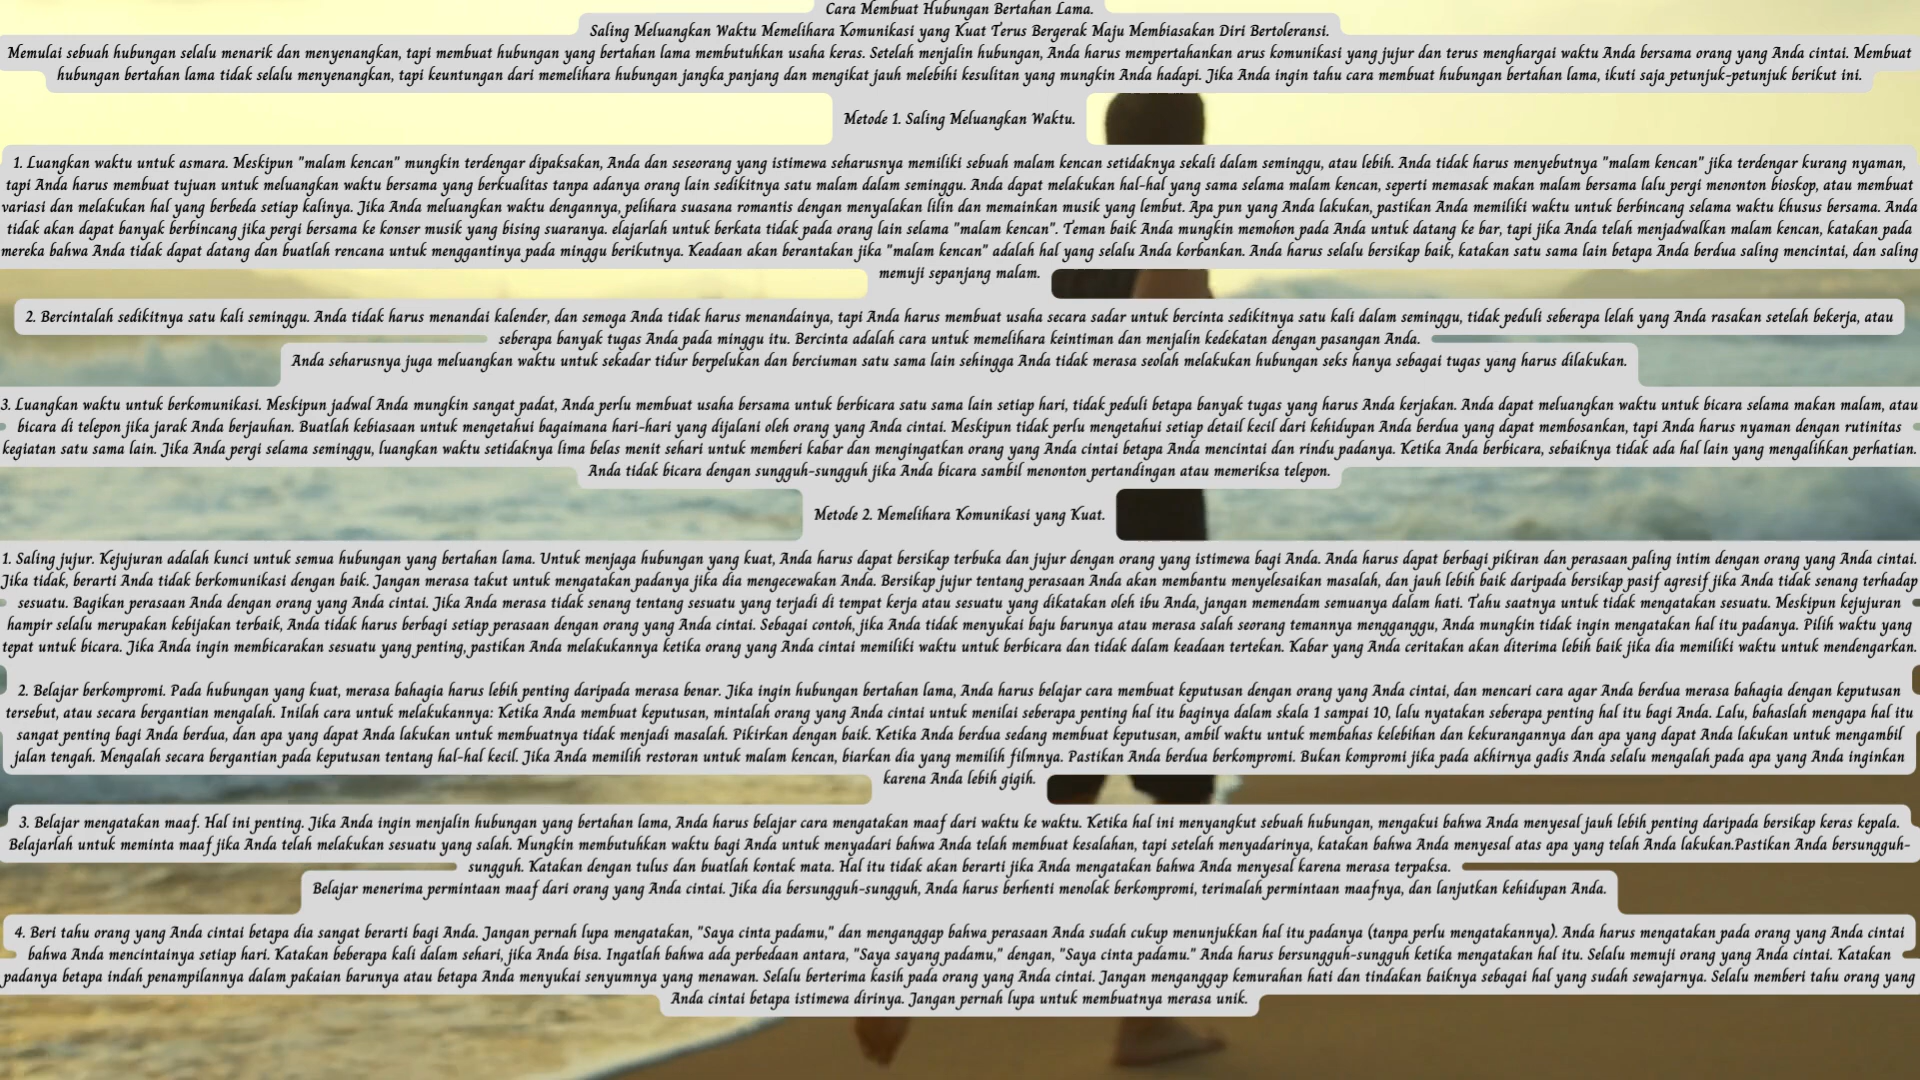 Cara Membuat Hubungan Bertahan Lama.
Saling Meluangkan Waktu Memelihara Komunikasi yang Kuat Terus Bergerak Maju Membiasakan Diri Bertoleransi.
Memulai sebuah hubungan selalu menarik dan menyenangkan, tapi membuat hubungan yang bertahan lama membutuhkan usaha keras. Setelah menjalin hubungan, Anda harus mempertahankan arus komunikasi yang jujur dan terus menghargai waktu Anda bersama orang yang Anda cintai. Membuat
hubungan bertahan lama tidak selalu menyenangkan, tapi keuntungan dari memelihara hubungan jangka panjang dan mengikat jauh melebihi kesulitan yang mungkin Anda hadapi. Jika Anda ingin tahu cara membuat hubungan bertahan lama, ikuti saja petunjuk-petunjuk berikut ini.
Metode 1. Saling Meluangkan Waktu.
1. Luangkan waktu untuk asmara. Meskipun "malam kencan" mungkin terdengar dipaksakan, Anda dan seseorang yang istimewa seharusnya memiliki sebuah malam kencan setidaknya sekali dalam seminggu, atau lebih. Anda tidak harus menyebutnya "malam kencan" jika terdengar kurang nyaman,
tapi Anda harus membuat tujuan untuk meluangkan waktu bersama yang berkualitas tanpa adanya orang lain sedikitnya satu malam dalam seminggu. Anda dapat melakukan hal-hal yang sama selama malam kencan, seperti memasak makan malam bersama lalu pergi menonton bioskop, atau membuat
variasi dan melakukan hal yang berbeda setiap kalinya. Jika Anda meluangkan waktu dengannya, pelihara suasana romantis dengan menyalakan lilin dan memainkan musik yang lembut. Apa pun yang Anda lakukan, pastikan Anda memiliki waktu untuk berbincang selama waktu khusus bersama. Anda
tidak akan dapat banyak berbincang jika pergi bersama ke konser musik yang bising suaranya. elajarlah untuk berkata tidak pada orang lain selama "malam kencan". Teman baik Anda mungkin memohon pada Anda untuk datang ke bar, tapi jika Anda telah menjadwalkan malam kencan, katakan pada
mereka bahwa Anda tidak dapat datang dan buatlah rencana untuk menggantinya pada minggu berikutnya. Keadaan akan berantakan jika "malam kencan" adalah hal yang selalu Anda korbankan. Anda harus selalu bersikap baik, katakan satu sama lain betapa Anda berdua saling mencintai, dan saling
memuji sepanjang malam.
2. Bercintalah sedikitnya satu kali seminggu. Anda tidak harus menandai kalender, dan semoga Anda tidak harus menandainya, tapi Anda harus membuat usaha secara sadar untuk bercinta sedikitnya satu kali dalam seminggu, tidak peduli seberapa lelah yang Anda rasakan setelah bekerja, atau
seberapa banyak tugas Anda pada minggu itu. Bercinta adalah cara untuk memelihara keintiman dan menjalin kedekatan dengan pasangan Anda.
Anda seharusnya juga meluangkan waktu untuk sekadar tidur berpelukan dan berciuman satu sama lain sehingga Anda tidak merasa seolah melakukan hubungan seks hanya sebagai tugas yang harus dilakukan.
3. Luangkan waktu untuk berkomunikasi. Meskipun jadwal Anda mungkin sangat padat, Anda perlu membuat usaha bersama untuk berbicara satu sama lain setiap hari, tidak peduli betapa banyak tugas yang harus Anda kerjakan. Anda dapat meluangkan waktu untuk bicara selama makan malam, atau
bicara di telepon jika jarak Anda berjauhan. Buatlah kebiasaan untuk mengetahui bagaimana hari-hari yang dijalani oleh orang yang Anda cintai. Meskipun tidak perlu mengetahui setiap detail kecil dari kehidupan Anda berdua yang dapat membosankan, tapi Anda harus nyaman dengan rutinitas
kegiatan satu sama lain. Jika Anda pergi selama seminggu, luangkan waktu setidaknya lima belas menit sehari untuk memberi kabar dan mengingatkan orang yang Anda cintai betapa Anda mencintai dan rindu padanya. Ketika Anda berbicara, sebaiknya tidak ada hal lain yang mengalihkan perhatian.
Anda tidak bicara dengan sungguh-sungguh jika Anda bicara sambil menonton pertandingan atau memeriksa telepon.
Metode 2. Memelihara Komunikasi yang Kuat.
1. Saling jujur. Kejujuran adalah kunci untuk semua hubungan yang bertahan lama. Untuk menjaga hubungan yang kuat, Anda harus dapat bersikap terbuka dan jujur dengan orang yang istimewa bagi Anda. Anda harus dapat berbagi pikiran dan perasaan paling intim dengan orang yang Anda cintai.
Jika tidak, berarti Anda tidak berkomunikasi dengan baik. Jangan merasa takut untuk mengatakan padanya jika dia mengecewakan Anda. Bersikap jujur tentang perasaan Anda akan membantu menyelesaikan masalah, dan jauh lebih baik daripada bersikap pasif agresif jika Anda tidak senang terhadap
sesuatu. Bagikan perasaan Anda dengan orang yang Anda cintai. Jika Anda merasa tidak senang tentang sesuatu yang terjadi di tempat kerja atau sesuatu yang dikatakan oleh ibu Anda, jangan memendam semuanya dalam hati. Tahu saatnya untuk tidak mengatakan sesuatu. Meskipun kejujuran
hampir selalu merupakan kebijakan terbaik, Anda tidak harus berbagi setiap perasaan dengan orang yang Anda cintai. Sebagai contoh, jika Anda tidak menyukai baju barunya atau merasa salah seorang temannya mengganggu, Anda mungkin tidak ingin mengatakan hal itu padanya. Pilih waktu yang
tepat untuk bicara. Jika Anda ingin membicarakan sesuatu yang penting, pastikan Anda melakukannya ketika orang yang Anda cintai memiliki waktu untuk berbicara dan tidak dalam keadaan tertekan. Kabar yang Anda ceritakan akan diterima lebih baik jika dia memiliki waktu untuk mendengarkan.
2. Belajar berkompromi. Pada hubungan yang kuat, merasa bahagia harus lebih penting daripada merasa benar. Jika ingin hubungan bertahan lama, Anda harus belajar cara membuat keputusan dengan orang yang Anda cintai, dan mencari cara agar Anda berdua merasa bahagia dengan keputusan
tersebut, atau secara bergantian mengalah. Inilah cara untuk melakukannya: Ketika Anda membuat keputusan, mintalah orang yang Anda cintai untuk menilai seberapa penting hal itu baginya dalam skala 1 sampai 10, lalu nyatakan seberapa penting hal itu bagi Anda. Lalu, bahaslah mengapa hal itu
sangat penting bagi Anda berdua, dan apa yang dapat Anda lakukan untuk membuatnya tidak menjadi masalah. Pikirkan dengan baik. Ketika Anda berdua sedang membuat keputusan, ambil waktu untuk membahas kelebihan dan kekurangannya dan apa yang dapat Anda lakukan untuk mengambil
jalan tengah. Mengalah secara bergantian pada keputusan tentang hal-hal kecil. Jika Anda memilih restoran untuk malam kencan, biarkan dia yang memilih filmnya. Pastikan Anda berdua berkompromi. Bukan kompromi jika pada akhirnya gadis Anda selalu mengalah pada apa yang Anda inginkan
karena Anda lebih gigih.
3. Belajar mengatakan maaf. Hal ini penting. Jika Anda ingin menjalin hubungan yang bertahan lama, Anda harus belajar cara mengatakan maaf dari waktu ke waktu. Ketika hal ini menyangkut sebuah hubungan, mengakui bahwa Anda menyesal jauh lebih penting daripada bersikap keras kepala.
Belajarlah untuk meminta maaf jika Anda telah melakukan sesuatu yang salah. Mungkin membutuhkan waktu bagi Anda untuk menyadari bahwa Anda telah membuat kesalahan, tapi setelah menyadarinya, katakan bahwa Anda menyesal atas apa yang telah Anda lakukan.Pastikan Anda bersungguh-
sungguh. Katakan dengan tulus dan buatlah kontak mata. Hal itu tidak akan berarti jika Anda mengatakan bahwa Anda menyesal karena merasa terpaksa.
Belajar menerima permintaan maaf dari orang yang Anda cintai. Jika dia bersungguh-sungguh, Anda harus berhenti menolak berkompromi, terimalah permintaan maafnya, dan lanjutkan kehidupan Anda.
4. Beri tahu orang yang Anda cintai betapa dia sangat berarti bagi Anda. Jangan pernah lupa mengatakan, "Saya cinta padamu," dan menganggap bahwa perasaan Anda sudah cukup menunjukkan hal itu padanya (tanpa perlu mengatakannya). Anda harus mengatakan pada orang yang Anda cintai
bahwa Anda mencintainya setiap hari. Katakan beberapa kali dalam sehari, jika Anda bisa. Ingatlah bahwa ada perbedaan antara, "Saya sayang padamu," dengan, "Saya cinta padamu." Anda harus bersungguh-sungguh ketika mengatakan hal itu. Selalu memuji orang yang Anda cintai. Katakan
padanya betapa indah penampilannya dalam pakaian barunya atau betapa Anda menyukai senyumnya yang menawan. Selalu berterima kasih pada orang yang Anda cintai. Jangan menganggap kemurahan hati dan tindakan baiknya sebagai hal yang sudah sewajarnya. Selalu memberi tahu orang yang
Anda cintai betapa istimewa dirinya. Jangan pernah lupa untuk membuatnya merasa unik.